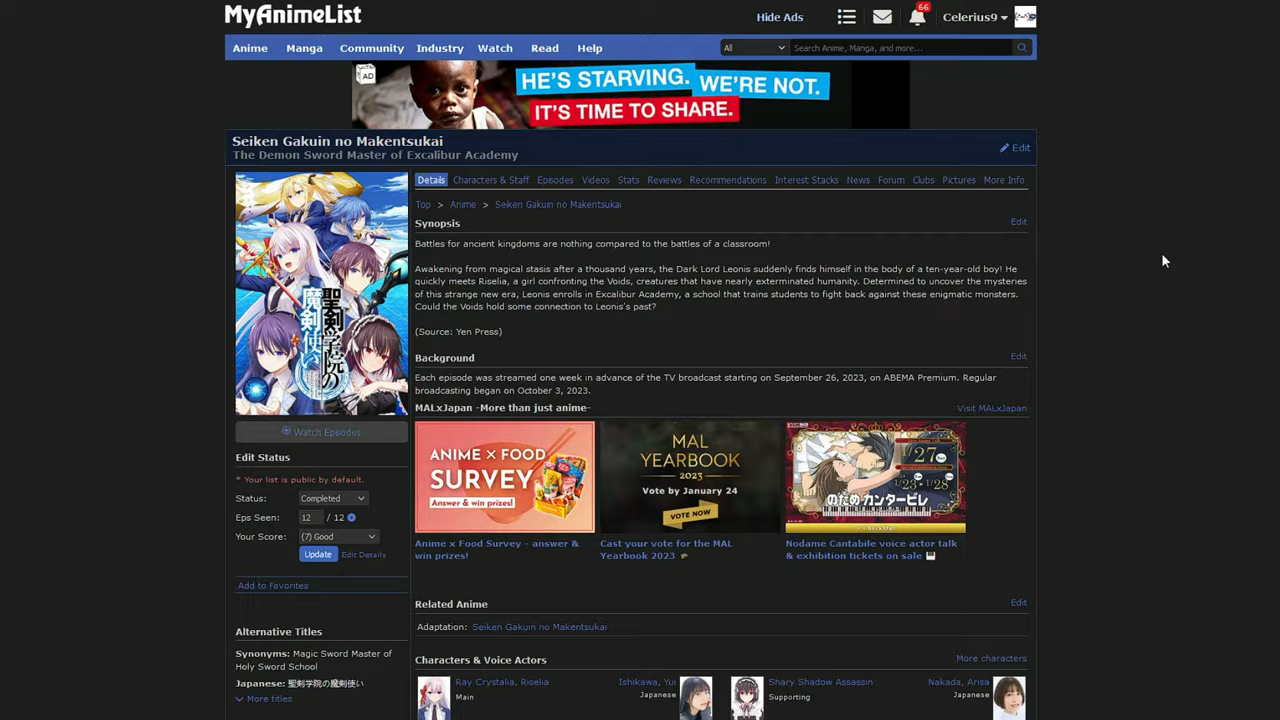 MyAnimeList
Hide Ads
66
Celerius9
Anime Manga Community Industry Watch Read Help
All
Search Anime, Manga, and more...
AD
HE'S STARVING. WE'RE NOT.
IT'S TIME TO SHARE.
Seiken Gakuin no Makentsukai
The Demon Sword Master of Excalibur Academy
Edit
聖剣学院の
魔剣使い
Watch Episodes
Edit Status
* Your list is public by default.
Status: Completed
Eps Seen: 12 / 12
Your Score: (7) Good
Update Edit Details
Add to Favorites
Alternative Titles
Synonyms: Magic Sword Master of
Holy Sword School
Japanese: 聖剣学院の魔剣使い
More titles
Details Characters & Staff Episodes Videos Stats Reviews Recommendations Interest Stacks News Forum Clubs Pictures More Info
Top > Anime > Seiken Gakuin no Makentsukai
Synopsis Edit
Battles for ancient kingdoms are nothing compared to the battles of a classroom!
Awakening from magical stasis after a thousand years, the Dark Lord Leonis suddenly finds himself in the body of a ten-year-old boy! He
quickly meets Riselia, a girl confronting the Voids, creatures that have nearly exterminated humanity. Determined to uncover the mysteries
of this strange new era, Leonis enrolls in Excalibur Academy, a school that trains students to fight back against these enigmatic monsters.
Could the Voids hold some connection to Leonis's past?
(Source: Yen Press)
Background Edit
Each episode was streamed one week in advance of the TV broadcast starting on September 26, 2023, on ABEMA Premium. Regular
broadcasting began on October 3, 2023.
MALxJapan -More than just anime- Visit MALxJapan
ANIME x FOOD
SURVEY
Answer & win prizes!
MAL
YEARBOOK
2023
Vote by January 24
VOTE NOW
1/27
1/23 1/28
のだめカンタービレ
Anime x Food Survey – answer &
win prizes!
Cast your vote for the MAL
Yearbook 2023
Nodame Cantabile voice actor talk
& exhibition tickets on sale
Related Anime Edit
Adaptation: Seiken Gakuin no Makentsukai
Characters & Voice Actors More characters
Ray Crystalia, Riselia
Main
Ishikawa, Yui
Japanese
Shary Shadow Assassin
Supporting
Nakada, Arisa
Japanese